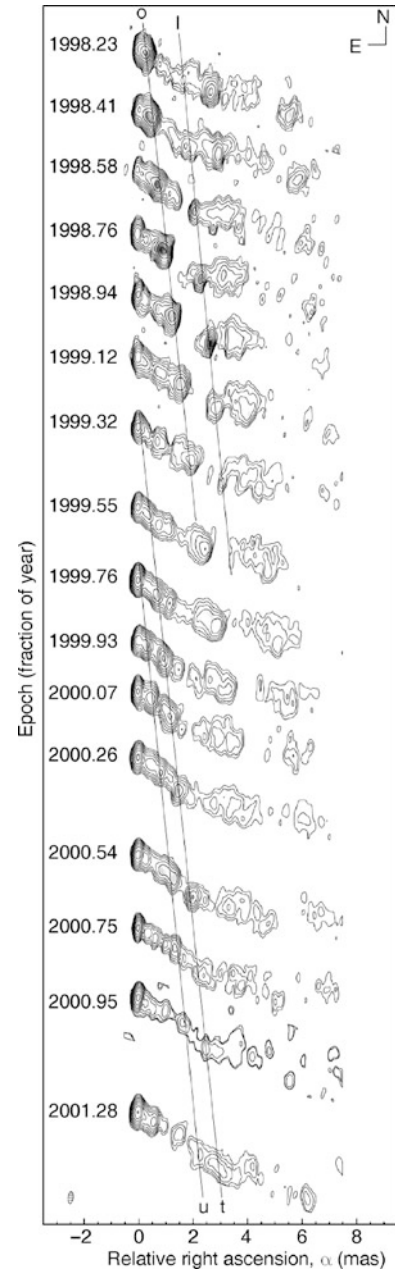 o l
N
E
1998.23
1998.41
1998.58
1998.76
1998.94
1999.12
1999.32
1999.55
1999.76
1999.93
2000.07
2000.26
2000.54
2000.75
2000.95
2001.28
Epoch (fraction of year)
u t
−2 0 2 4 6 8
Relative right ascension, α (mas)